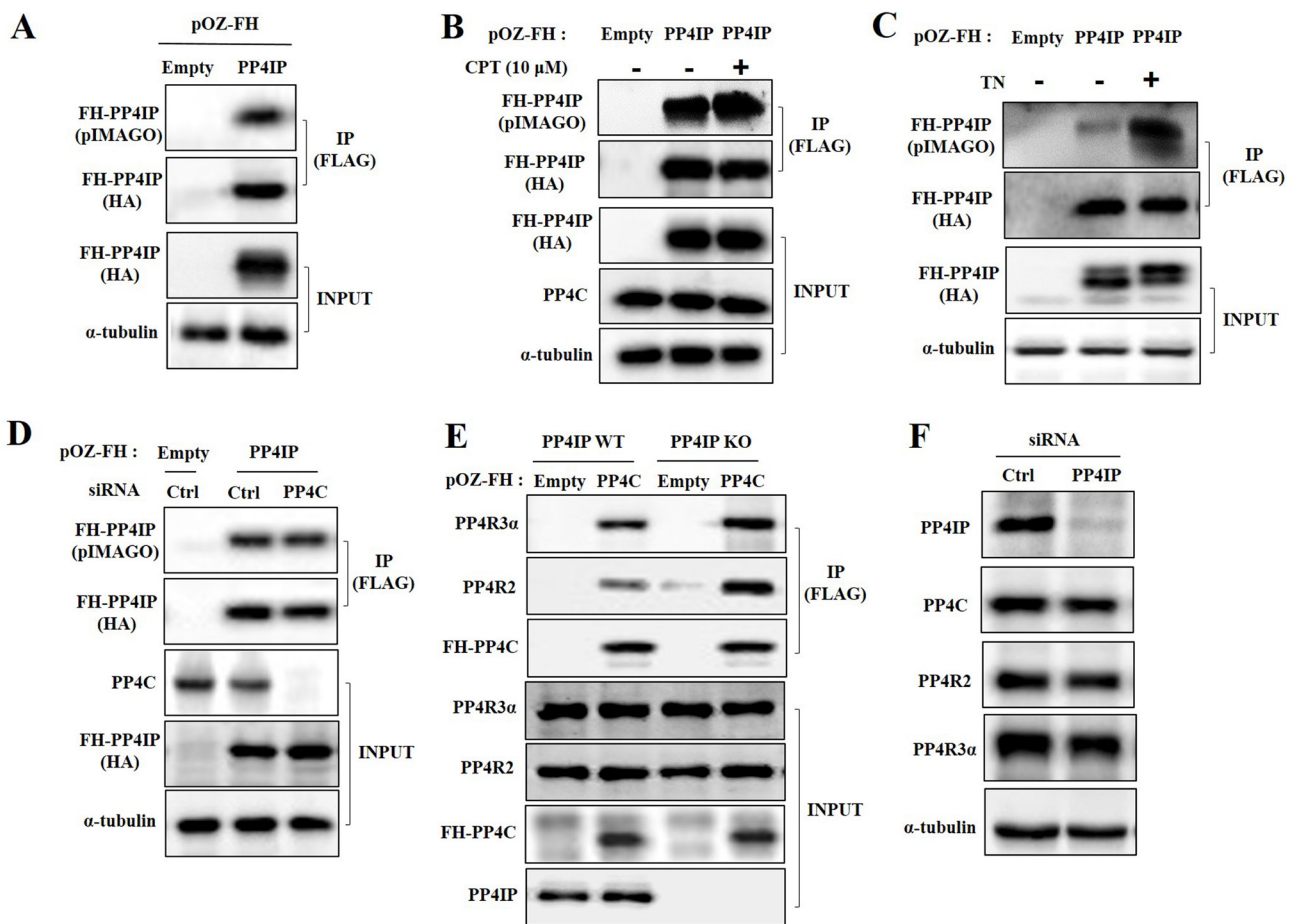 A
pOZ-FH
Empty PP4IP
FH-PP4IP
(pIMAGO)
FH-PP4IP
(HA)
IP
(FLAG)
FH-PP4IP
(HA)
α-tubulin
INPUT
B
pOZ-FH : Empty PP4IP PP4IP
CPT (10 µM) - - +
FH-PP4IP
(pIMAGO)
FH-PP4IP
(HA)
IP
(FLAG)
FH-PP4IP
(HA)
PP4C
α-tubulin
INPUT
C
pOZ-FH : Empty PP4IP PP4IP
TN - - +
FH-PP4IP
(pIMAGO)
FH-PP4IP
(HA)
IP
(FLAG)
FH-PP4IP
(HA)
α-tubulin
INPUT
D
pOZ-FH : Empty PP4IP
siRNA Ctrl Ctrl PP4C
FH-PP4IP
(pIMAGO)
FH-PP4IP
(HA)
IP
(FLAG)
PP4C
FH-PP4IP
(HA)
α-tubulin
INPUT
E
PP4IP WT PP4IP KO
pOZ-FH : Empty PP4C Empty PP4C
PP4R3α
PP4R2
FH-PP4C
IP
(FLAG)
PP4R3α
PP4R2
FH-PP4C
PP4IP
INPUT
F
siRNA
Ctrl PP4IP
PP4IP
PP4C
PP4R2
PP4R3α
α-tubulin